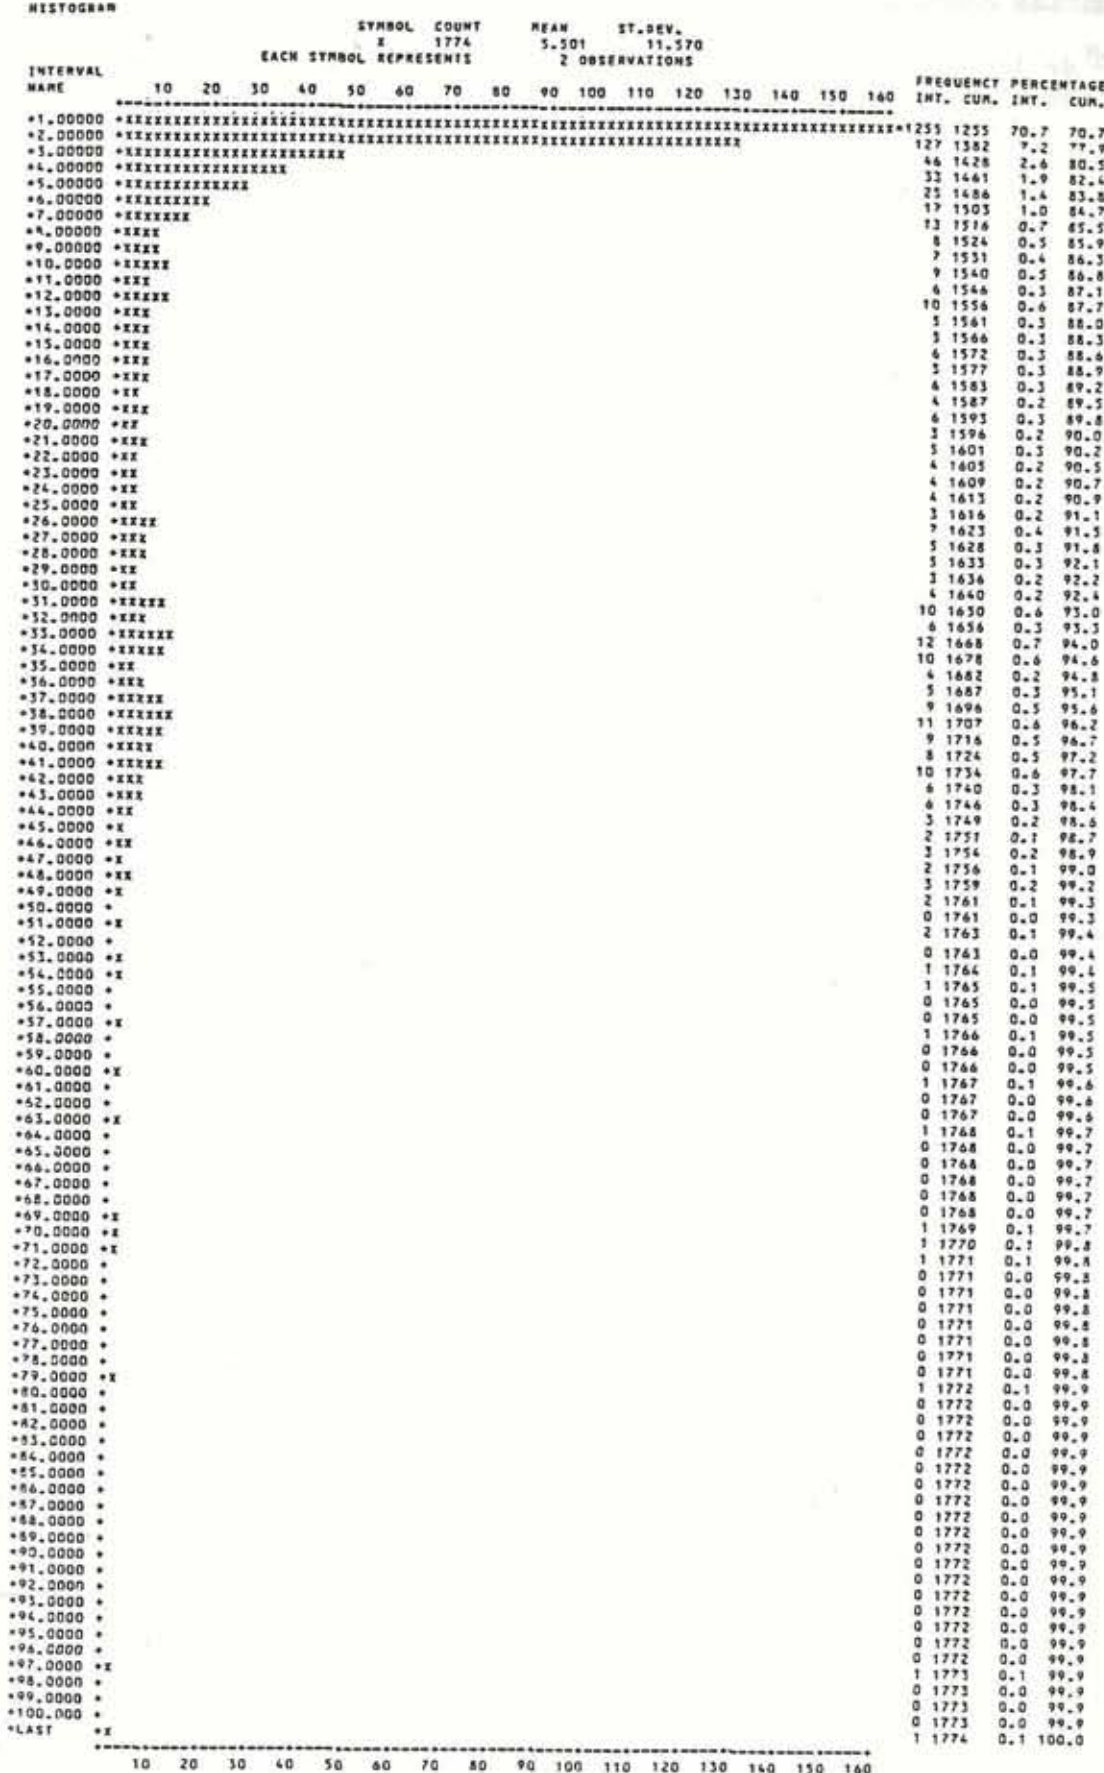 HISTOGRAM
SYMBOL COUNT MEAN ST.DEV.
X 1774 5.501 11.570
EACH SYMBOL REPRESENTS 2 OBSERVATIONS
INTERVAL FREQUENCY PERCENTAGE
NAME 10 20 30 40 50 60 70 80 90 100 110 120 130 140 150 160 INT. CUM. INT. CUM.
*1.00000 +XXXXXXXXXXXXXXXXXXXXXXXXXXXXXXXXXXXXXXXXXXXXXXXXXXXXXXXXXXXXXXXXXXXXXXXXXXXXXXXX* 1255 1255 70.7 70.7
*2.00000 +XXXXXXXXXXXXXXXXXXXXXXXXXXXXXXXXXXXXXXXXXXXXXXXXXXXXXXXXXXXXXXXX 127 1382 7.2 77.9
*3.00000 +XXXXXXXXXXXXXXXXXXXXXXX 46 1428 2.6 80.5
*4.00000 +XXXXXXXXXXXXXXXXX 33 1461 1.9 82.4
*5.00000 +XXXXXXXXXXXXX 25 1486 1.4 83.8
*6.00000 +XXXXXXXXX 17 1503 1.0 84.7
*7.00000 +XXXXXXX 13 1516 0.7 85.5
*8.00000 +XXXX 8 1524 0.5 85.9
*9.00000 +XXXX 7 1531 0.4 86.3
*10.0000 +XXXXX 9 1540 0.5 86.8
*11.0000 +XXX 6 1546 0.3 87.1
*12.0000 +XXXXX 10 1556 0.6 87.7
*13.0000 +XXX 5 1561 0.3 88.0
*14.0000 +XXX 5 1566 0.3 88.3
*15.0000 +XXX 6 1572 0.3 88.6
*16.0000 +XXX 5 1577 0.3 88.9
*17.0000 +XXX 6 1583 0.3 89.2
*18.0000 +XX 4 1587 0.2 89.5
*19.0000 +XXX 6 1593 0.3 89.8
*20.0000 +XX 3 1596 0.2 90.0
*21.0000 +XXX 5 1601 0.3 90.2
*22.0000 +XX 4 1605 0.2 90.5
*23.0000 +XX 4 1609 0.2 90.7
*24.0000 +XX 4 1613 0.2 90.9
*25.0000 +XX 3 1616 0.2 91.1
*26.0000 +XXXX 7 1623 0.4 91.5
*27.0000 +XXX 5 1628 0.3 91.8
*28.0000 +XXX 5 1633 0.3 92.1
*29.0000 +XX 3 1636 0.2 92.2
*30.0000 +XX 4 1640 0.2 92.4
*31.0000 +XXXXX 10 1650 0.6 93.0
*32.0000 +XXX 6 1656 0.3 93.3
*33.0000 +XXXXXX 12 1668 0.7 94.0
*34.0000 +XXXXX 10 1678 0.6 94.6
*35.0000 +XX 4 1682 0.2 94.8
*36.0000 +XXX 5 1687 0.3 95.1
*37.0000 +XXXXX 9 1696 0.5 95.6
*38.0000 +XXXXXX 11 1707 0.6 96.2
*39.0000 +XXXXX 9 1716 0.5 96.7
*40.0000 +XXXX 8 1724 0.5 97.2
*41.0000 +XXXXX 10 1734 0.6 97.7
*42.0000 +XXX 6 1740 0.3 98.1
*43.0000 +XXX 6 1746 0.3 98.4
*44.0000 +XX 3 1749 0.2 98.6
*45.0000 +X 2 1751 0.1 98.7
*46.0000 +XX 3 1754 0.2 98.9
*47.0000 +X 2 1756 0.1 99.0
*48.0000 +XX 3 1759 0.2 99.2
*49.0000 +X 2 1761 0.1 99.3
*50.0000 + 0 1761 0.0 99.3
*51.0000 +X 2 1763 0.1 99.4
*52.0000 + 0 1763 0.0 99.4
*53.0000 +X 1 1764 0.1 99.4
*54.0000 +X 1 1765 0.1 99.5
*55.0000 + 0 1765 0.0 99.5
*56.0000 + 0 1765 0.0 99.5
*57.0000 +X 1 1766 0.1 99.5
*58.0000 + 0 1766 0.0 99.5
*59.0000 + 0 1766 0.0 99.5
*60.0000 +X 1 1767 0.1 99.6
*61.0000 + 0 1767 0.0 99.6
*62.0000 + 0 1767 0.0 99.6
*63.0000 +X 1 1768 0.1 99.7
*64.0000 + 0 1768 0.0 99.7
*65.0000 + 0 1768 0.0 99.7
*66.0000 + 0 1768 0.0 99.7
*67.0000 + 0 1768 0.0 99.7
*68.0000 + 0 1768 0.0 99.7
*69.0000 +X 1 1769 0.1 99.7
*70.0000 +X 1 1770 0.1 99.8
*71.0000 +X 1 1771 0.1 99.8
*72.0000 + 0 1771 0.0 99.8
*73.0000 + 0 1771 0.0 99.8
*74.0000 + 0 1771 0.0 99.8
*75.0000 + 0 1771 0.0 99.8
*76.0000 + 0 1771 0.0 99.8
*77.0000 + 0 1771 0.0 99.8
*78.0000 + 0 1771 0.0 99.8
*79.0000 +X 1 1772 0.1 99.9
*80.0000 + 0 1772 0.0 99.9
*81.0000 + 0 1772 0.0 99.9
*82.0000 + 0 1772 0.0 99.9
*83.0000 + 0 1772 0.0 99.9
*84.0000 + 0 1772 0.0 99.9
*85.0000 + 0 1772 0.0 99.9
*86.0000 + 0 1772 0.0 99.9
*87.0000 + 0 1772 0.0 99.9
*88.0000 + 0 1772 0.0 99.9
*89.0000 + 0 1772 0.0 99.9
*90.0000 + 0 1772 0.0 99.9
*91.0000 + 0 1772 0.0 99.9
*92.0000 + 0 1772 0.0 99.9
*93.0000 + 0 1772 0.0 99.9
*94.0000 + 0 1772 0.0 99.9
*95.0000 + 0 1772 0.0 99.9
*96.0000 + 0 1772 0.0 99.9
*97.0000 +X 1 1773 0.1 99.9
*98.0000 + 0 1773 0.0 99.9
*99.0000 + 0 1773 0.0 99.9
*100.000 + 0 1773 0.0 99.9
*LAST +X 1 1774 0.1 100.0
10 20 30 40 50 60 70 80 90 100 110 120 130 140 150 160